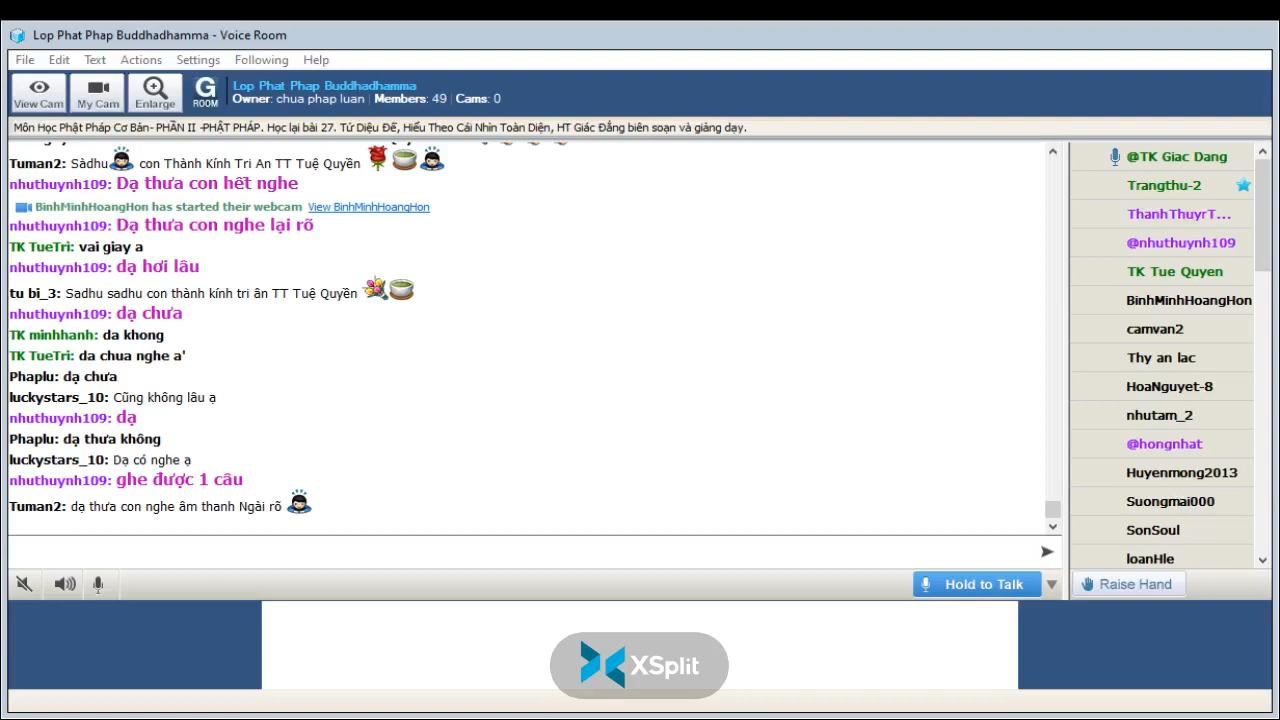 Lop Phat Phap Buddhadhamma - Voice Room
File Edit Text Actions Settings Following Help
View Cam My Cam Enlarge G ROOM
Lop Phat Phap Buddhadhamma
Owner: chua phap luan | Members: 49 | Cams: 0
Môn Học Phật Pháp Cơ Bản- PHẦN II -PHẬT PHÁP. Học lại bài 27. Tứ Diệu Đế, Hiểu Theo Cái Nhìn Toàn Diện, HT Giác Đẳng biên soạn và giảng dạy.
Tuman2: Sàdhu con Thành Kính Tri An TT Tuệ Quyền
nhuthuynh109: Dạ thưa con hết nghe
BinhMinhHoangHon has started their webcam View BinhMinhHoangHon
nhuthuynh109: Dạ thưa con nghe lại rõ
TK TueTri: vai giay a
nhuthuynh109: dạ hơi lâu
tu bi_3: Sadhu sadhu con thành kính tri ân TT Tuệ Quyền
nhuthuynh109: dạ chưa
TK minhhanh: da khong
TK TueTri: da chua nghe a'
Phaplu: dạ chưa
luckystars_10: Cũng không lâu ạ
nhuthuynh109: dạ
Phaplu: dạ thưa không
luckystars_10: Dạ có nghe ạ
nhuthuynh109: ghe được 1 câu
Tuman2: dạ thưa con nghe âm thanh Ngài rõ
@TK Giac Dang
Trangthu-2
ThanhThuyrT...
@nhuthuynh109
TK Tue Quyen
BinhMinhHoangHon
camvan2
Thy an lac
HoaNguyet-8
nhutam_2
@hongnhat
Huyenmong2013
Suongmai000
SonSoul
loanHle
Hold to Talk
Raise Hand
XSplit